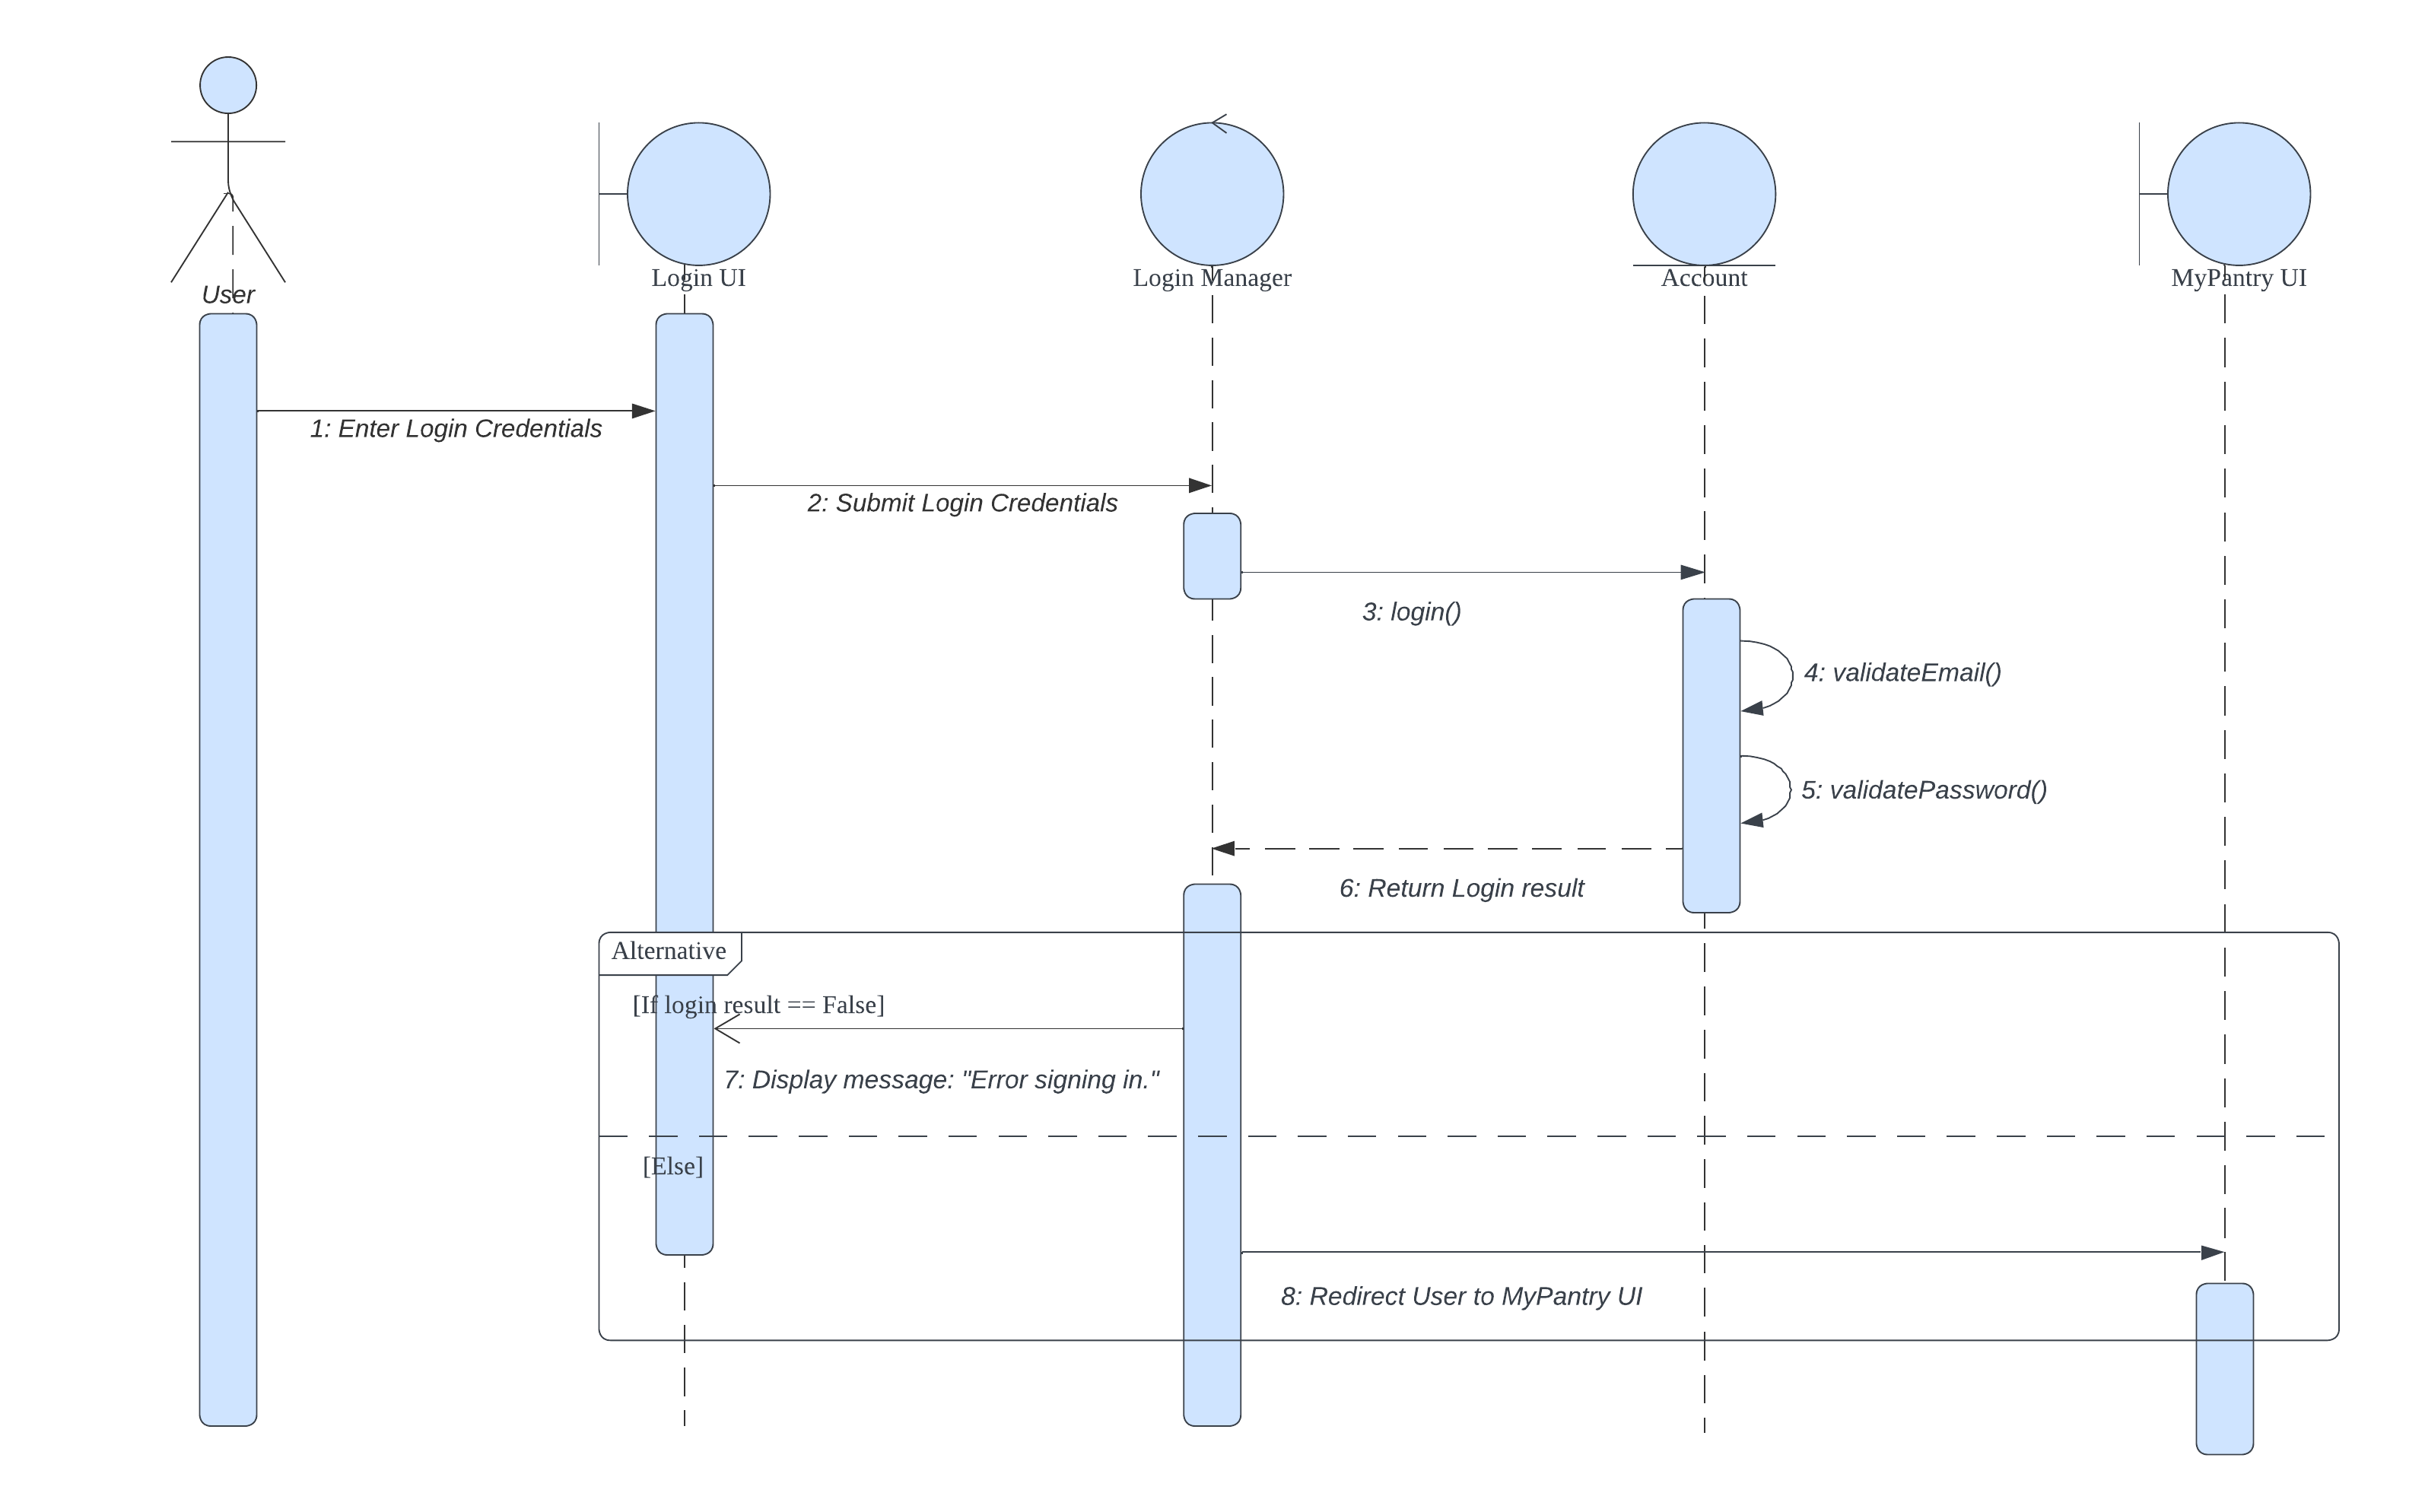 User
Login UI
Login Manager
Account
MyPantry UI
1: Enter Login Credentials
2: Submit Login Credentials
3: login()
4: validateEmail()
5: validatePassword()
6: Return Login result
Alternative
[If login result == False]
7: Display message: "Error signing in."
[Else]
8: Redirect User to MyPantry UI